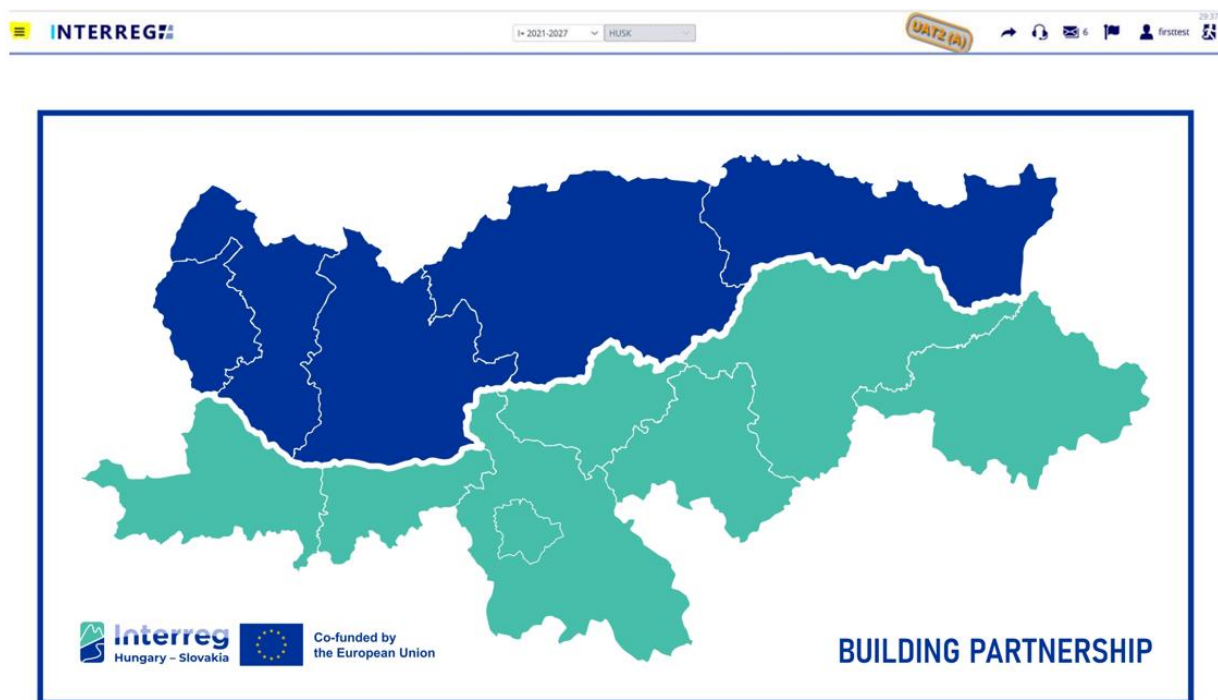 INTERREG+
I+ 2021-2027
HUSK
UAT2 (A)
6
firsttest
29:37
Interreg
Hungary – Slovakia
Co-funded by
the European Union
BUILDING PARTNERSHIP